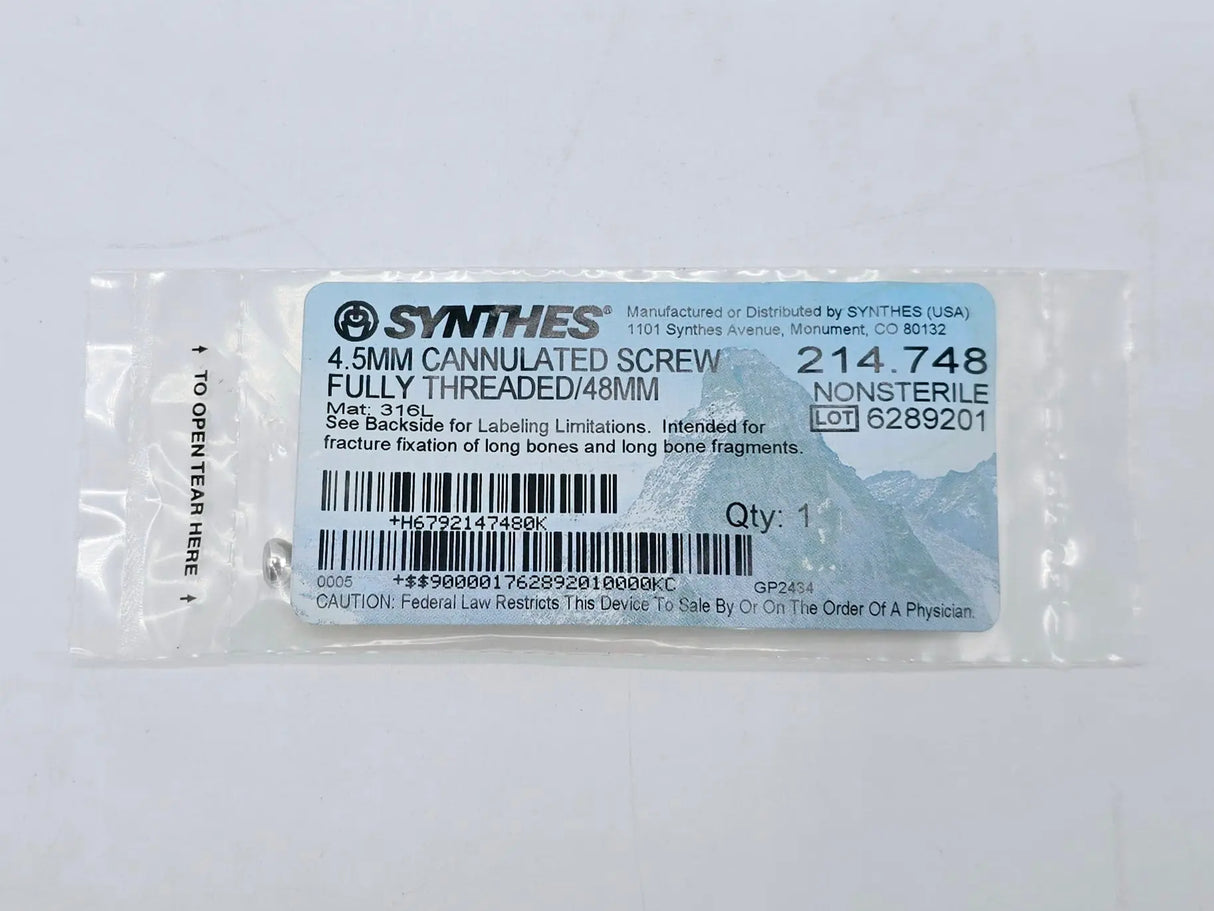 ↑ TO OPEN TEAR HERE ↑
SYNTHES®
Manufactured or Distributed by SYNTHES (USA)
1101 Synthes Avenue, Monument, CO 80132
4.5MM CANNULATED SCREW
FULLY THREADED/48MM
214.748
NONSTERILE
LOT 6289201
Mat: 316L
See Backside for Labeling Limitations. Intended for
fracture fixation of long bones and long bone fragments.
+H6792147480K
Qty: 1
0005
+$$900001762892010000KC
GP2434
CAUTION: Federal Law Restricts This Device To Sale By Or On The Order Of A Physician.